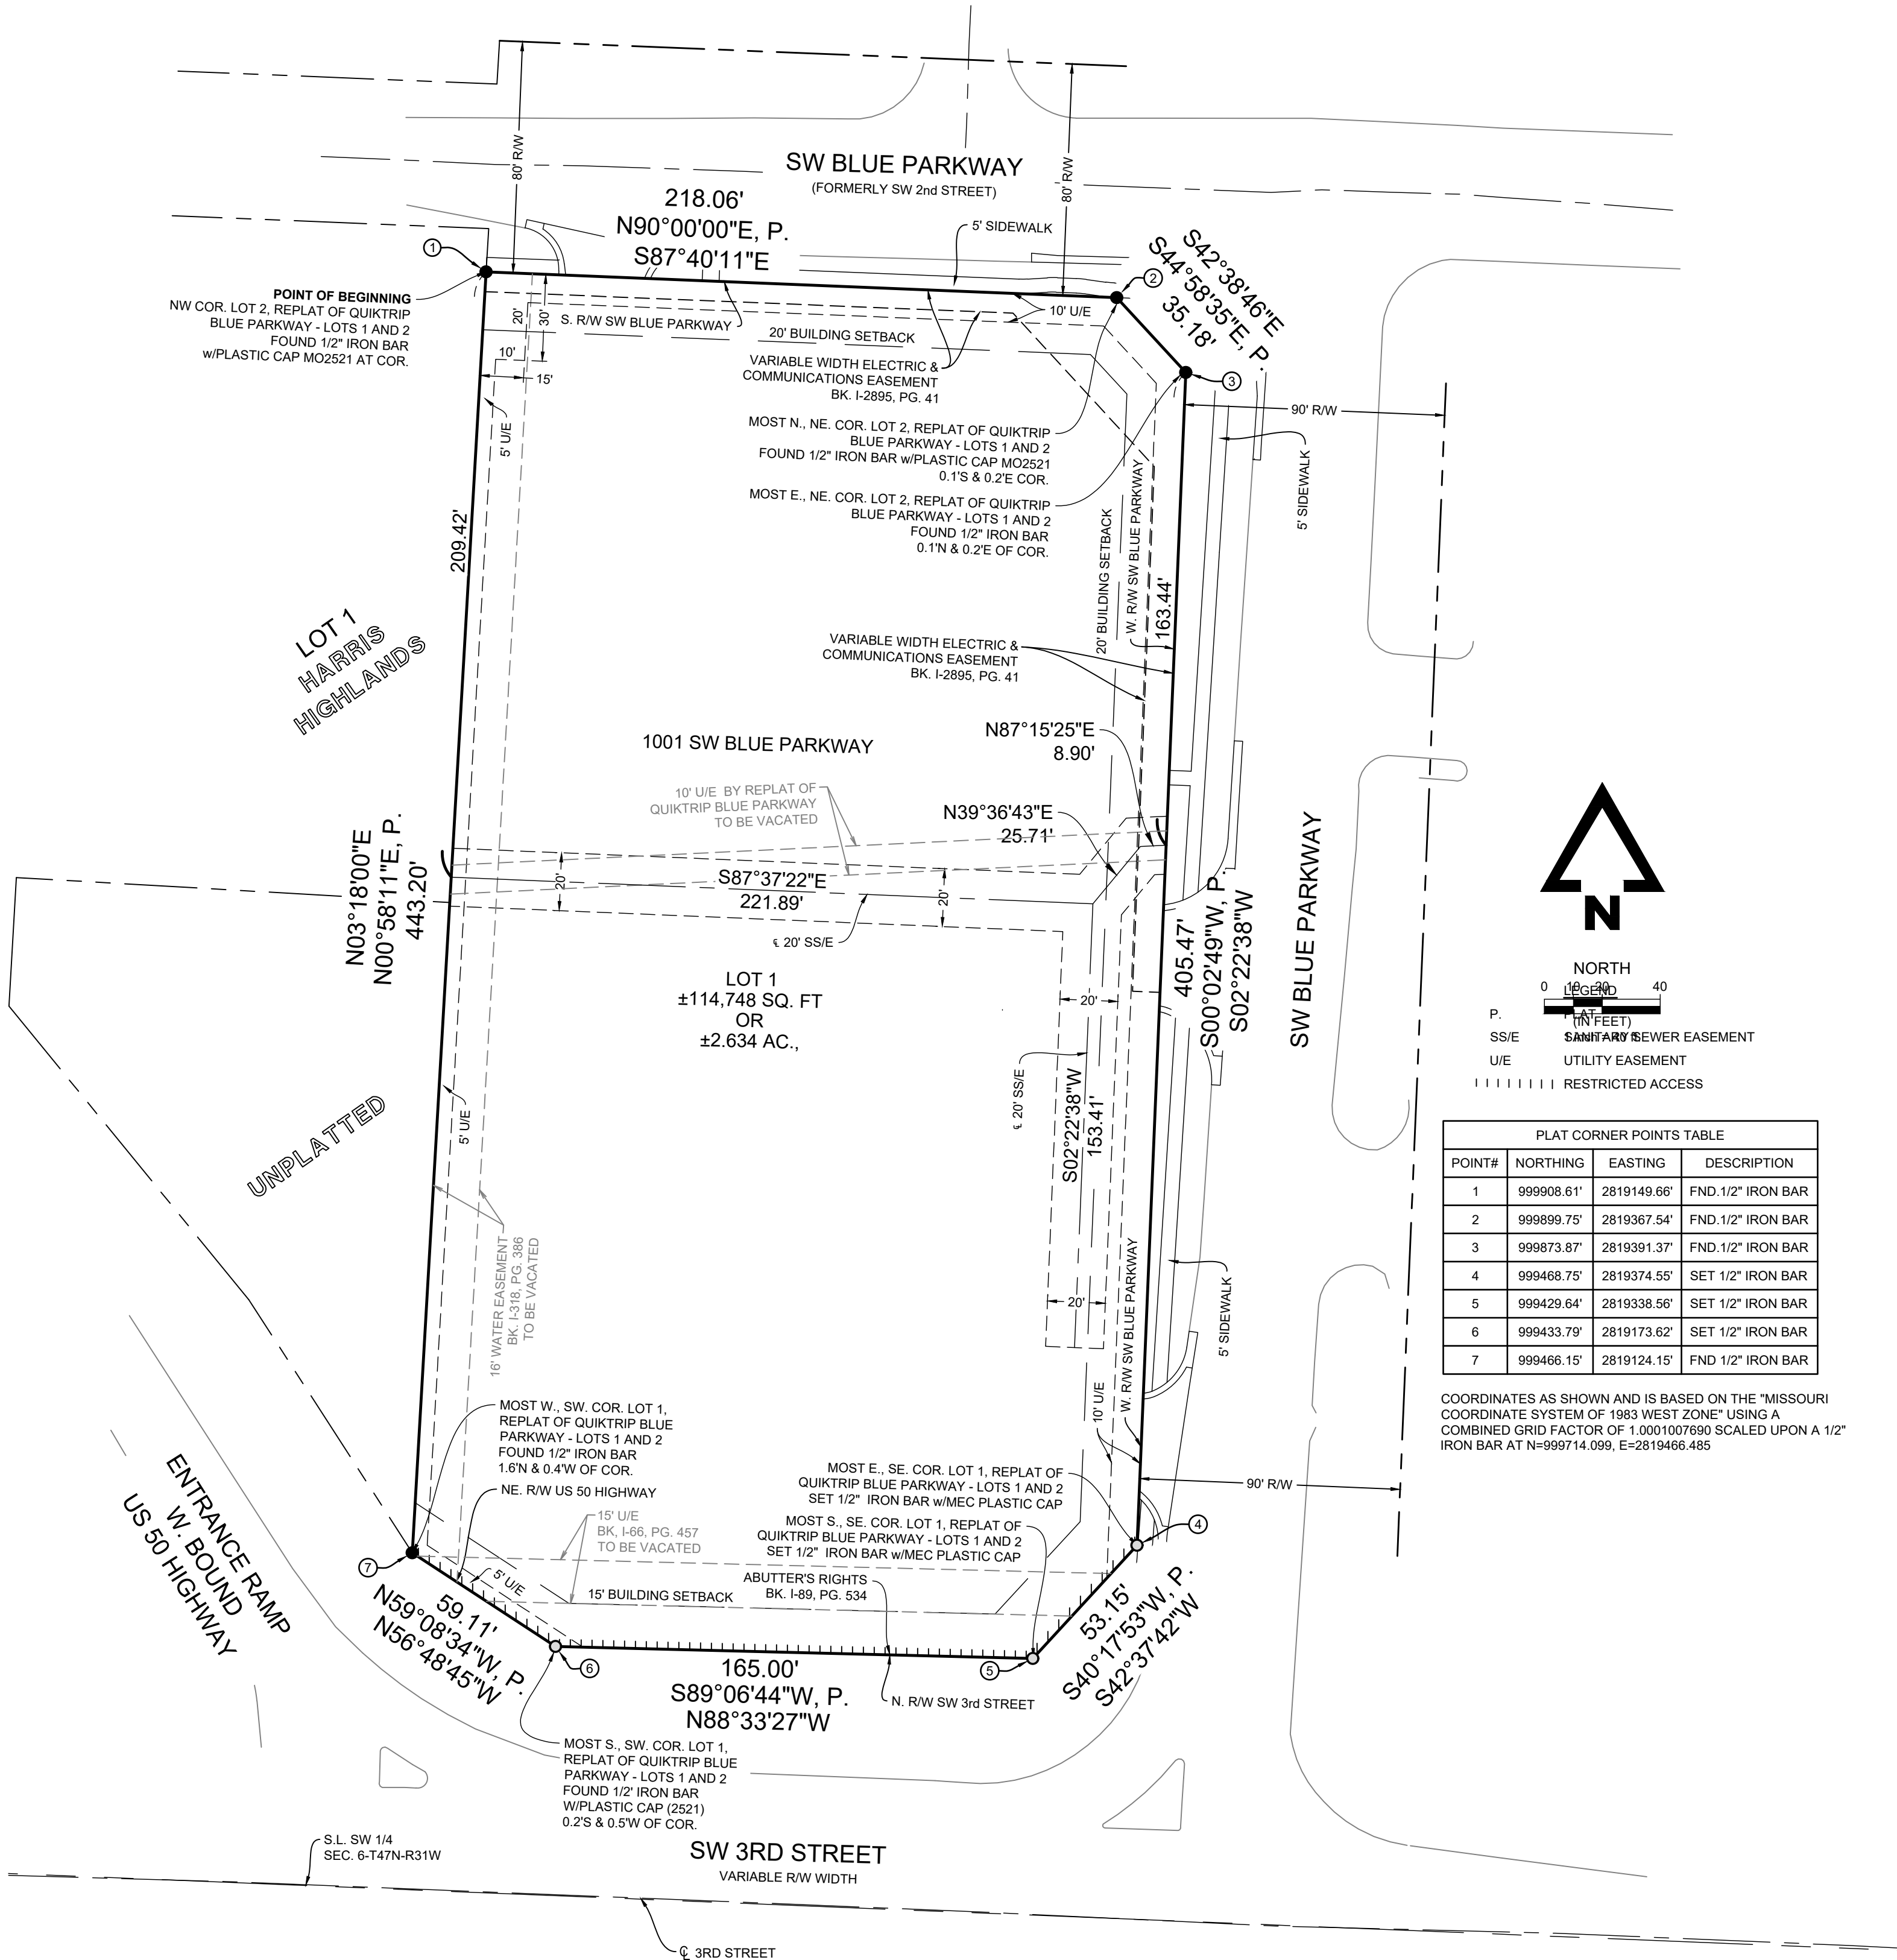 80' R/W
80' R/W
SW BLUE PARKWAY
(FORMERLY SW 2nd STREET)
218.06'
N90°00'00"E, P.
S87°40'11"E
5' SIDEWALK
S42°38'46"E
S44°58'35"E, P.
35.18'
1
2
3
POINT OF BEGINNING
NW COR. LOT 2, REPLAT OF QUIKTRIP
BLUE PARKWAY - LOTS 1 AND 2
FOUND 1/2" IRON BAR
w/PLASTIC CAP MO2521 AT COR.
20'
30'
10'
15'
5' U/E
S. R/W SW BLUE PARKWAY
10' U/E
20' BUILDING SETBACK
VARIABLE WIDTH ELECTRIC &
COMMUNICATIONS EASEMENT
BK. I-2895, PG. 41
MOST N., NE. COR. LOT 2, REPLAT OF QUIKTRIP
BLUE PARKWAY - LOTS 1 AND 2
FOUND 1/2" IRON BAR w/PLASTIC CAP MO2521
0.1'S & 0.2'E COR.
MOST E., NE. COR. LOT 2, REPLAT OF QUIKTRIP
BLUE PARKWAY - LOTS 1 AND 2
FOUND 1/2" IRON BAR
0.1'N & 0.2'E OF COR.
90' R/W
5' SIDEWALK
20' BUILDING SETBACK
W. R/W SW BLUE PARKWAY
163.44'
209.42'
LOT 1
HARRIS
HIGHLANDS
VARIABLE WIDTH ELECTRIC &
COMMUNICATIONS EASEMENT
BK. I-2895, PG. 41
1001 SW BLUE PARKWAY
N87°15'25"E
8.90'
10' U/E BY REPLAT OF
QUIKTRIP BLUE PARKWAY
TO BE VACATED
N39°36'43"E
25.71'
N03°18'00"E
N00°58'11"E, P.
443.20'
20'
S87°37'22"E
221.89'
20'
℄ 20' SS/E
405.47'
S00°02'49"W, P.
S02°22'38"W
SW BLUE PARKWAY
LOT 1
±114,748 SQ. FT
OR
±2.634 AC.,
20'
℄ 20' SS/E
S02°22'38"W
153.41'
20'
UNPLATTED
5' U/E
16' WATER EASEMENT
BK. I-318, PG. 386
TO BE VACATED
N
NORTH
0 10 20 40
(IN FEET)
LEGEND
P. PLAT
SS/E SANITARY SEWER EASEMENT
U/E UTILITY EASEMENT
RESTRICTED ACCESS
PLAT CORNER POINTS TABLE
POINT# NORTHING EASTING DESCRIPTION
1 999908.61' 2819149.66' FND.1/2" IRON BAR
2 999899.75' 2819367.54' FND.1/2" IRON BAR
3 999873.87' 2819391.37' FND.1/2" IRON BAR
4 999468.75' 2819374.55' SET 1/2" IRON BAR
5 999429.64' 2819338.56' SET 1/2" IRON BAR
6 999433.79' 2819173.62' SET 1/2" IRON BAR
7 999466.15' 2819124.15' FND 1/2" IRON BAR
COORDINATES AS SHOWN AND IS BASED ON THE "MISSOURI
COORDINATE SYSTEM OF 1983 WEST ZONE" USING A
COMBINED GRID FACTOR OF 1.0001007690 SCALED UPON A 1/2"
IRON BAR AT N=999714.099, E=2819466.485
W. R/W SW BLUE PARKWAY
5' SIDEWALK
10' U/E
90' R/W
MOST W., SW. COR. LOT 1,
REPLAT OF QUIKTRIP BLUE
PARKWAY - LOTS 1 AND 2
FOUND 1/2" IRON BAR
1.6'N & 0.4'W OF COR.
NE. R/W US 50 HIGHWAY
MOST E., SE. COR. LOT 1, REPLAT OF
QUIKTRIP BLUE PARKWAY - LOTS 1 AND 2
SET 1/2" IRON BAR w/MEC PLASTIC CAP
MOST S., SE. COR. LOT 1, REPLAT OF
QUIKTRIP BLUE PARKWAY - LOTS 1 AND 2
SET 1/2" IRON BAR w/MEC PLASTIC CAP
15' U/E
BK, I-66, PG. 457
TO BE VACATED
ABUTTER'S RIGHTS
BK. I-89, PG. 534
15' BUILDING SETBACK
5' U/E
4
5
6
7
ENTRANCE RAMP
W. BOUND
US 50 HIGHWAY
59.11'
N59°08'34"W, P.
N56°48'45"W
165.00'
S89°06'44"W, P.
N88°33'27"W
N. R/W SW 3rd STREET
53.15'
S40°17'53"W, P.
S42°37'42"W
MOST S., SW. COR. LOT 1,
REPLAT OF QUIKTRIP BLUE
PARKWAY - LOTS 1 AND 2
FOUND 1/2' IRON BAR
W/PLASTIC CAP (2521)
0.2'S & 0.5'W OF COR.
S.L. SW 1/4
SEC. 6-T47N-R31W
SW 3RD STREET
VARIABLE R/W WIDTH
℄ 3RD STREET